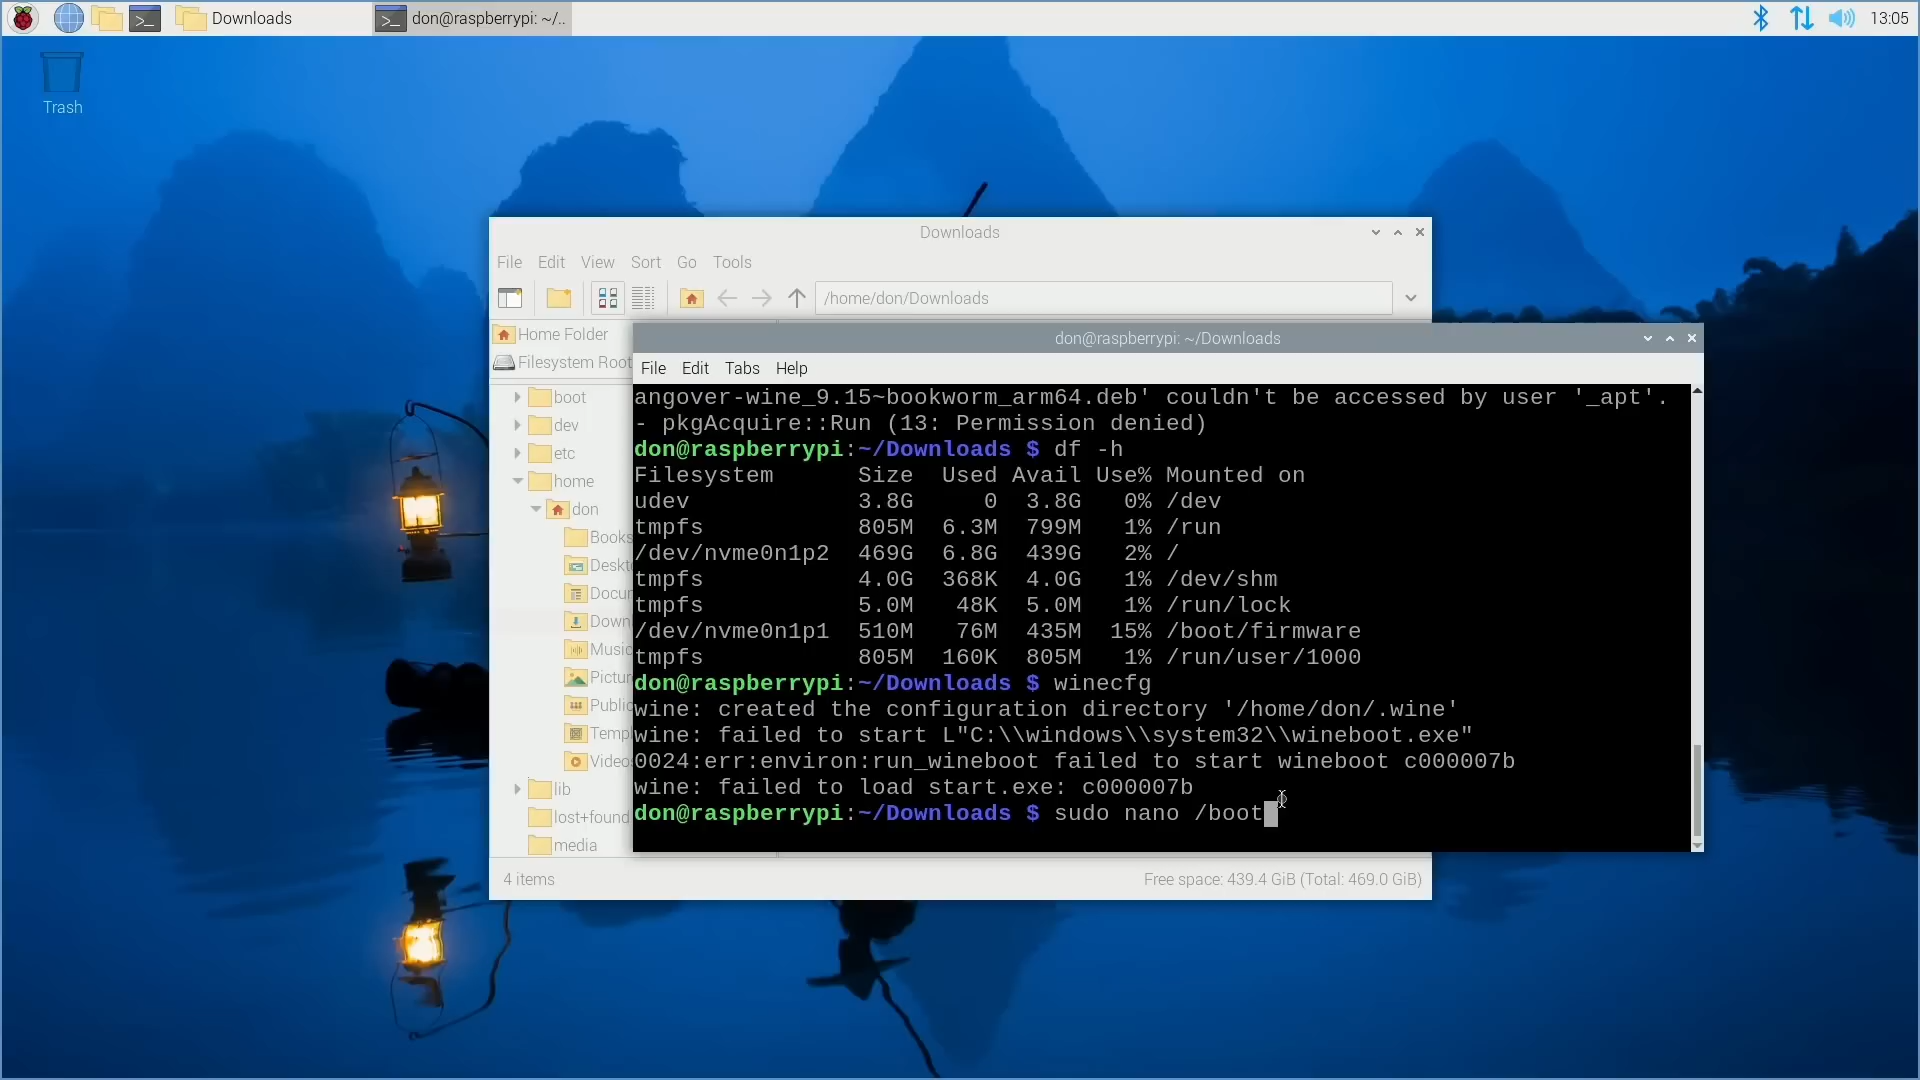 Downloads
don@raspberrypi: ~/..
13:05
Trash
Downloads
File Edit View Sort Go Tools
/home/don/Downloads
Home Folder
Filesystem Root
boot
dev
etc
home
don
Books
Deskt
Docu
Down
Music
Pictur
Public
Temp
Video
lib
lost+found
media
4 items
Free space: 439.4 GiB (Total: 469.0 GiB)
don@raspberrypi: ~/Downloads
File Edit Tabs Help
angover-wine_9.15~bookworm_arm64.deb' couldn't be accessed by user '_apt'.
- pkgAcquire::Run (13: Permission denied)
don@raspberrypi:~/Downloads $ df -h
Filesystem Size Used Avail Use% Mounted on
udev 3.8G 0 3.8G 0% /dev
tmpfs 805M 6.3M 799M 1% /run
/dev/nvme0n1p2 469G 6.8G 439G 2% /
tmpfs 4.0G 368K 4.0G 1% /dev/shm
tmpfs 5.0M 48K 5.0M 1% /run/lock
/dev/nvme0n1p1 510M 76M 435M 15% /boot/firmware
tmpfs 805M 160K 805M 1% /run/user/1000
don@raspberrypi:~/Downloads $ winecfg
wine: created the configuration directory '/home/don/.wine'
wine: failed to start L"C:\\windows\\system32\\wineboot.exe"
0024:err:environ:run_wineboot failed to start wineboot c000007b
wine: failed to load start.exe: c000007b
don@raspberrypi:~/Downloads $ sudo nano /boot